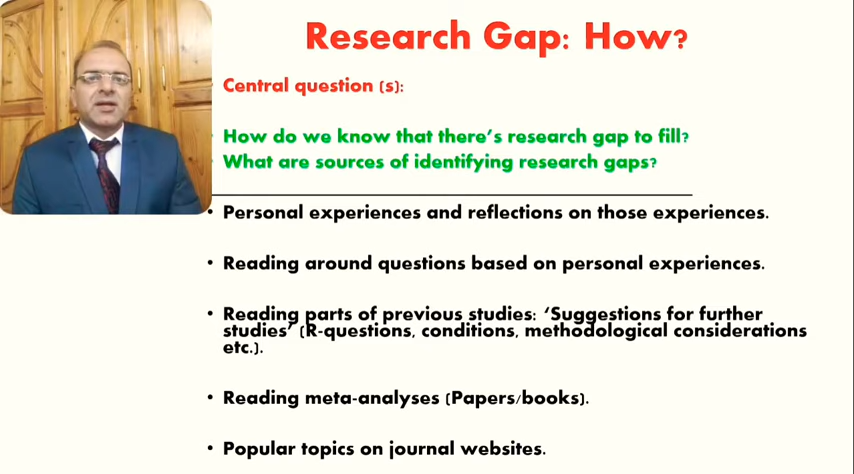 Research Gap: How?
Central question (s):
How do we know that there's research gap to fill?
What are sources of identifying research gaps?
• Personal experiences and reflections on those experiences.
• Reading around questions based on personal experiences.
• Reading parts of previous studies: ‘Suggestions for further
studies’ (R-questions, conditions, methodological considerations
etc.).
• Reading meta-analyses (Papers/books).
• Popular topics on journal websites.